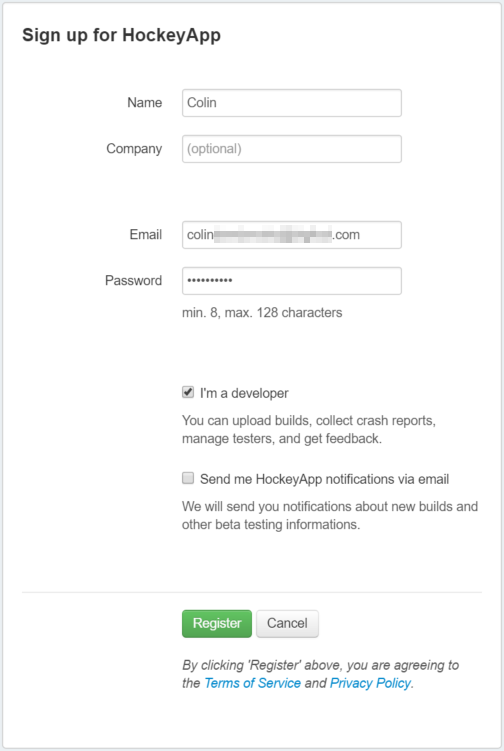 Sign up for HockeyApp
Name Colin
Company (optional)
Email colin .com
Password ••••••••••
min. 8, max. 128 characters
I'm a developer
You can upload builds, collect crash reports,
manage testers, and get feedback.
Send me HockeyApp notifications via email
We will send you notifications about new builds and
other beta testing informations.
Register Cancel
By clicking 'Register' above, you are agreeing to
the Terms of Service and Privacy Policy.